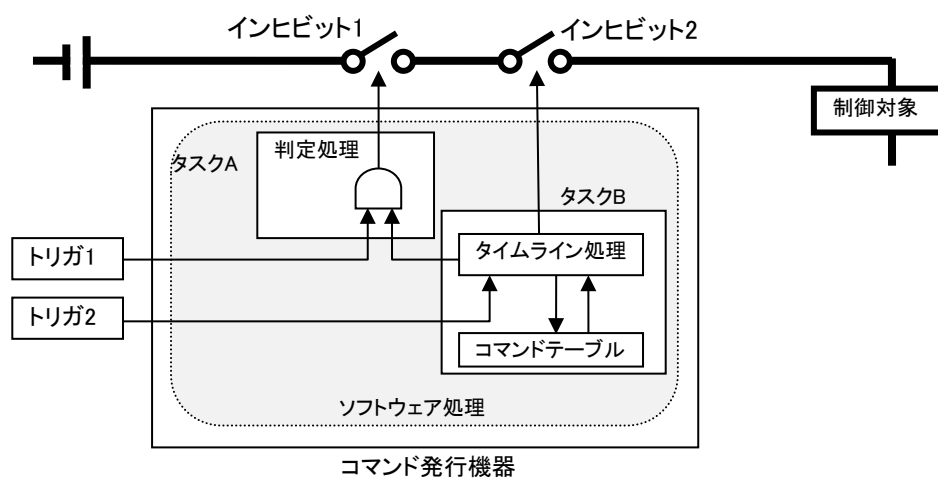 インヒビット1
インヒビット2
制御対象
判定処理
タスクA
タスクB
トリガ1
タイムライン処理
トリガ2
コマンドテーブル
ソフトウェア処理
コマンド発行機器